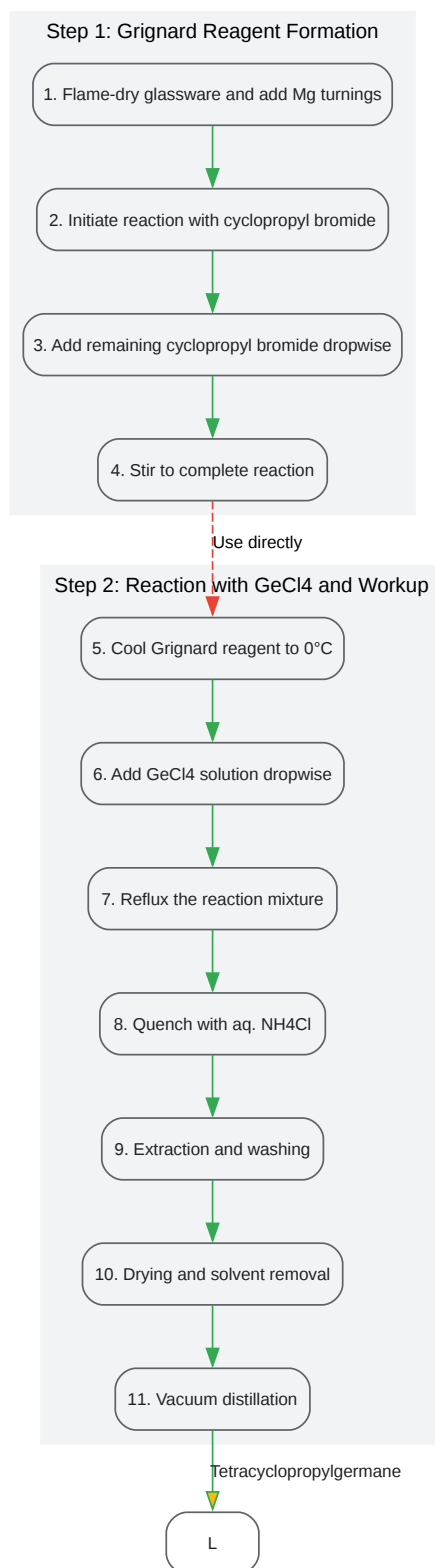 Step 1: Grignard Reagent Formation
1. Flame-dry glassware and add Mg turnings
2. Initiate reaction with cyclopropyl bromide
3. Add remaining cyclopropyl bromide dropwise
4. Stir to complete reaction
Use directly
Step 2: Reaction with GeCl4 and Workup
5. Cool Grignard reagent to 0°C
6. Add GeCl4 solution dropwise
7. Reflux the reaction mixture
8. Quench with aq. NH4Cl
9. Extraction and washing
10. Drying and solvent removal
11. Vacuum distillation
Tetracyclopropylgermane
L